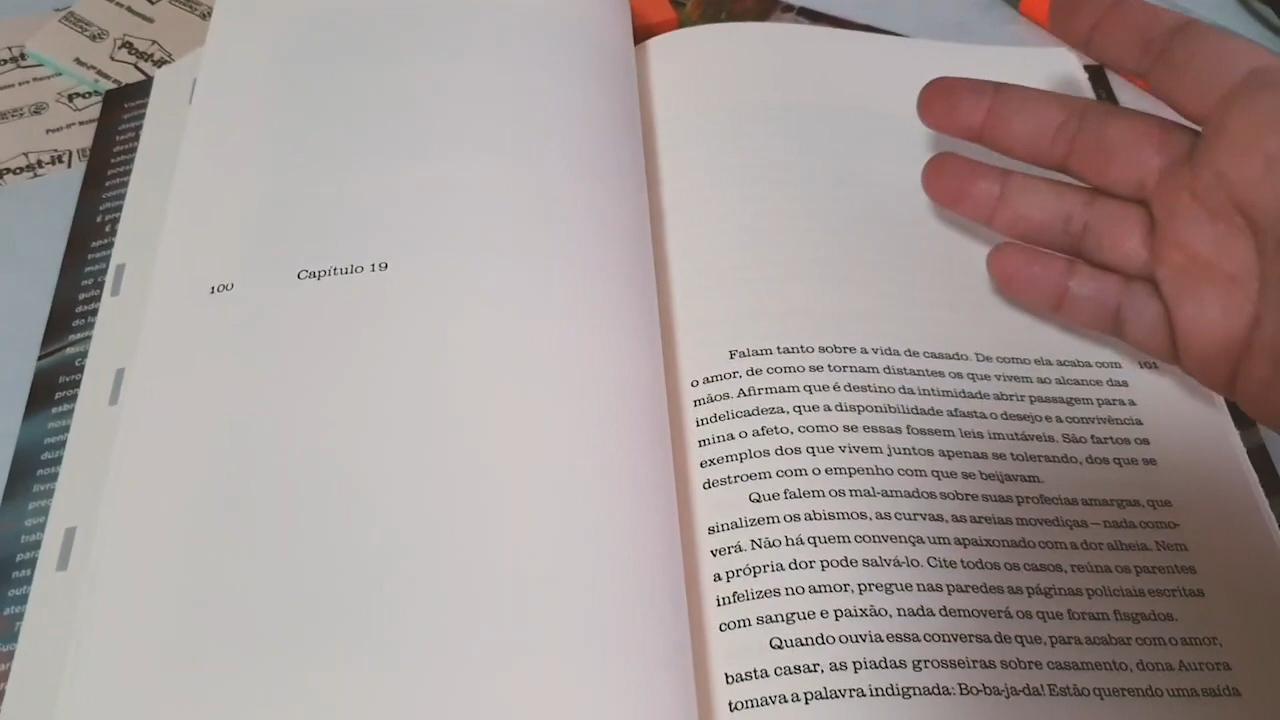 Post-it
Post-it
100
Capítulo 19
Falam tanto sobre a vida de casado. De como ela acaba com
101
o amor, de como se tornam distantes os que vivem ao alcance das
mãos. Afirmam que é destino da intimidade abrir passagem para a
indelicadeza, que a disponibilidade afasta o desejo e a convivência
mina o afeto, como se essas fossem leis imutáveis. São fartos os
exemplos dos que vivem juntos apenas se tolerando, dos que se
destroem com o empenho com que se beijavam.
Que falem os mal-amados sobre suas profecias amargas, que
sinalizem os abismos, as curvas, as areias movediças – nada como-
verá. Não há quem convença um apaixonado com a dor alheia. Nem
a própria dor pode salvá-lo. Cite todos os casos, reúna os parentes
infelizes no amor, pregue nas paredes as páginas policiais escritas
com sangue e paixão, nada demoverá os que foram fisgados.
Quando ouvia essa conversa de que, para acabar com o amor,
basta casar, as piadas grosseiras sobre casamento, dona Aurora
tomava a palavra indignada: Bo-ba-ja-da! Estão querendo uma saída